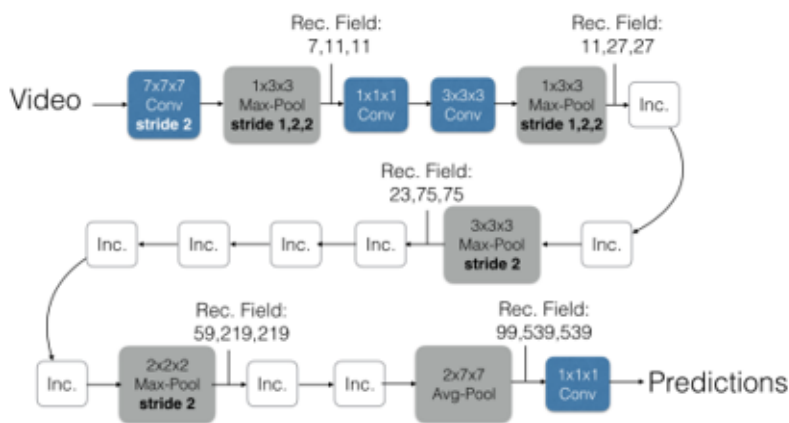 Rec. Field:
7,11,11
Rec. Field:
11,27,27
Video
7x7x7
Conv
stride 2
1x3x3
Max-Pool
stride 1,2,2
1x1x1
Conv
3x3x3
Conv
1x3x3
Max-Pool
stride 1,2,2
Inc.
Rec. Field:
23,75,75
Inc.
Inc.
Inc.
Inc.
3x3x3
Max-Pool
stride 2
Inc.
Rec. Field:
59,219,219
Rec. Field:
99,539,539
Inc.
2x2x2
Max-Pool
stride 2
Inc.
Inc.
2x7x7
Avg-Pool
1x1x1
Conv
Predictions